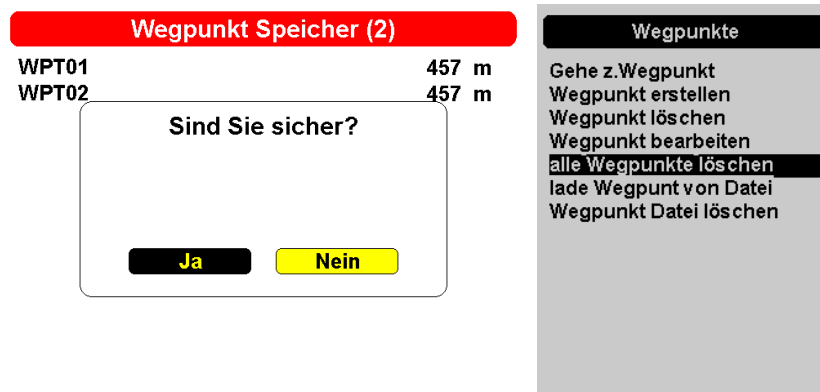 Wegpunkt Speicher (2)
WPT01 457 m
WPT02 457 m
Sind Sie sicher?
Ja Nein
Wegpunkte
Gehe z.Wegpunkt
Wegpunkt erstellen
Wegpunkt löschen
Wegpunkt bearbeiten
alle Wegpunkte löschen
lade Wegpunt von Datei
Wegpunkt Datei löschen